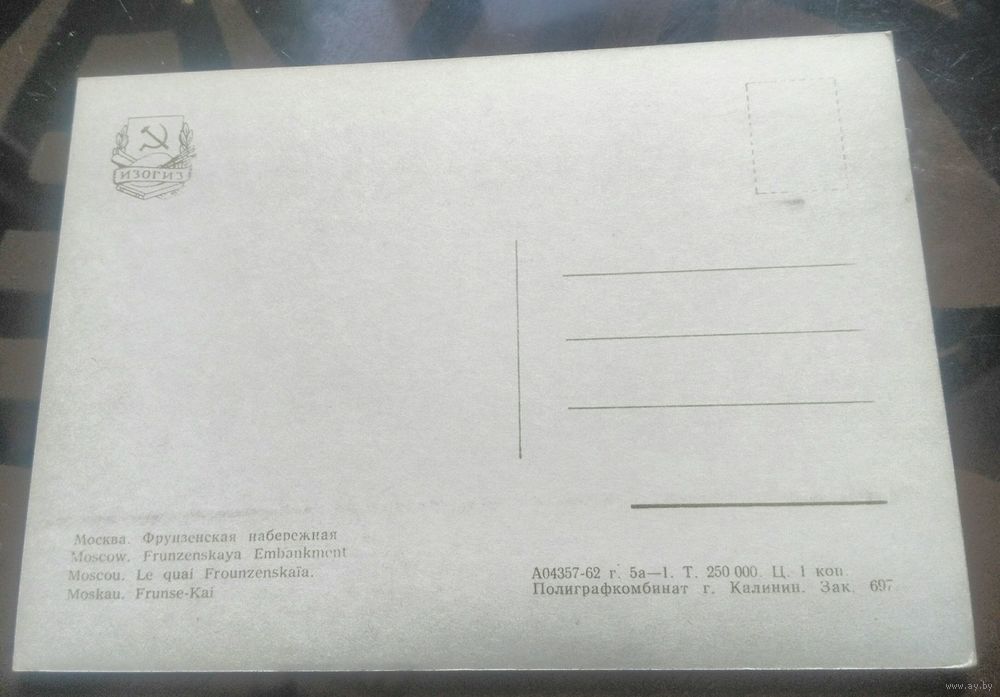 ИЗОГИЗ
Москва. Фрунзенская набережная
Moscow. Frunzenskaya Embankment
Moscou. Le quai Frounzenskaïa.
Moskau. Frunse-Kai
А04357-62 г. 5а—1. Т. 250 000. Ц. 1 коп.
Полиграфкомбинат г. Калинин. Зак. 697.
www.ay.by